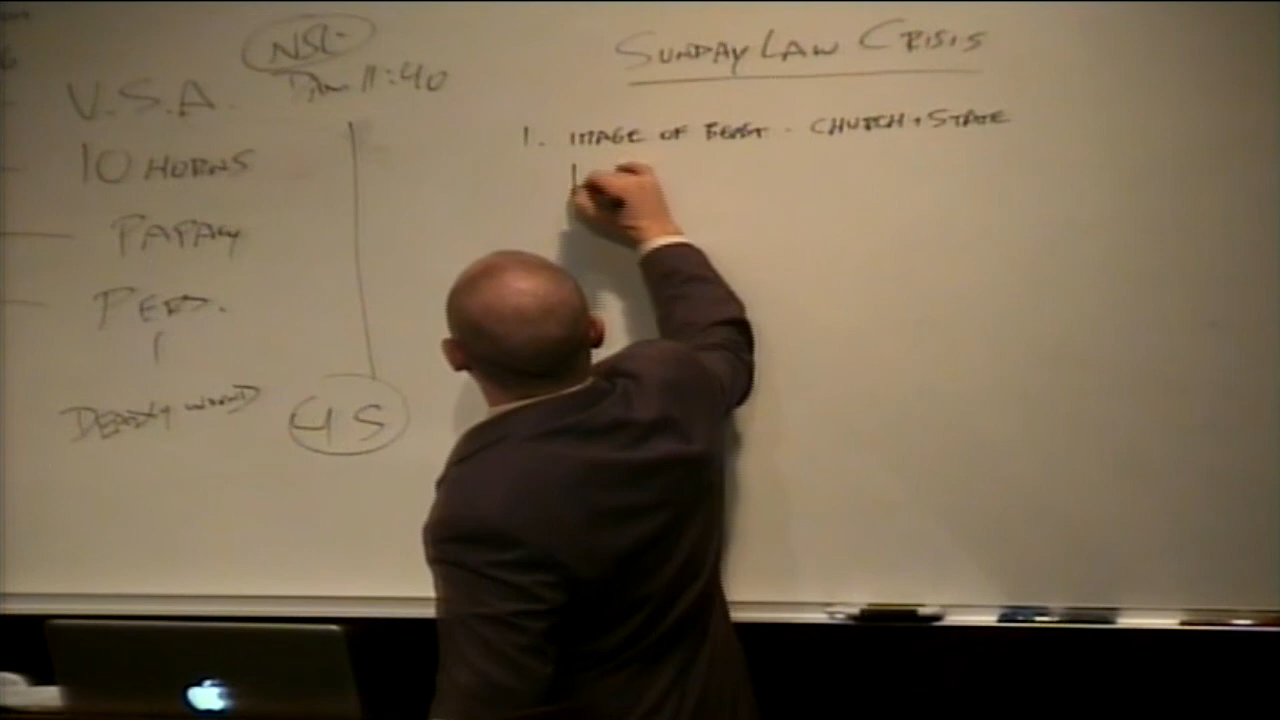 NSL
Dan 11:40
U.S.A.
10 HORNS
PAPACY
PERS.
DEADLY WOUND
45
SUNDAY LAW CRISIS
1. IMAGE OF BEAST - CHURCH + STATE